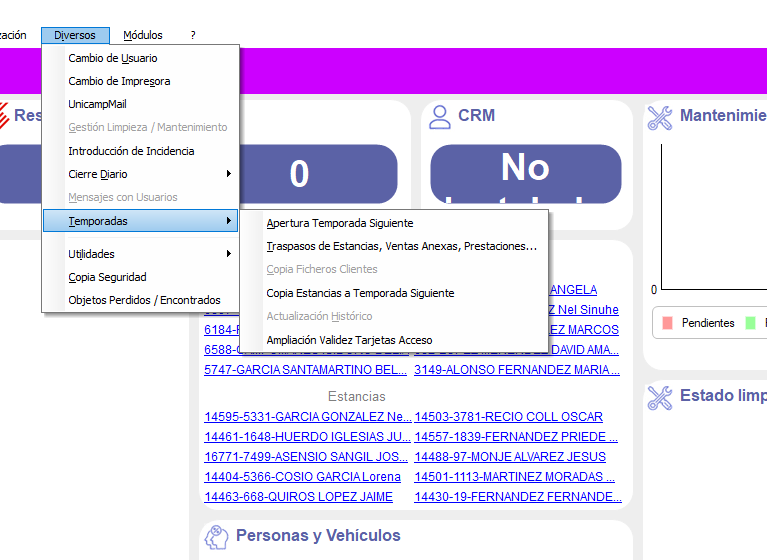 ización Diversos Módulos ?
Cambio de Usuario
Cambio de Impresora
UnicampMail
Gestión Limpieza / Mantenimiento
Introducción de Incidencia
Cierre Diario
Mensajes con Usuarios
Temporadas
Utilidades
Copia Seguridad
Objetos Perdidos / Encontrados
Apertura Temporada Siguiente
Traspasos de Estancias, Ventas Anexas, Prestaciones...
Copia Ficheros Clientes
Copia Estancias a Temporada Siguiente
Actualización Histórico
Ampliación Validez Tarjetas Acceso
Res
0
CRM
No
Mantenimie
0
Pendientes
Estado limp
ANGELA
Z Nel Sinuhe
6184-F
EZ MARCOS
6588-
DAVID AMA...
5747-GARCIA SANTAMARTINO BEL... 3149-ALONSO FERNANDEZ MARIA ...
Estancias
14595-5331-GARCIA GONZALEZ Ne... 14503-3781-RECIO COLL OSCAR
14461-1648-HUERDO IGLESIAS JU... 14557-1839-FERNANDEZ PRIEDE ...
16771-7499-ASENSIO SANGIL JOS... 14488-97-MONJE ALVAREZ JESUS
14404-5366-COSIO GARCIA Lorena 14501-1113-MARTINEZ MORADAS ...
14463-668-QUIROS LOPEZ JAIME 14430-19-FERNANDEZ FERNANDE...
Personas y Vehículos